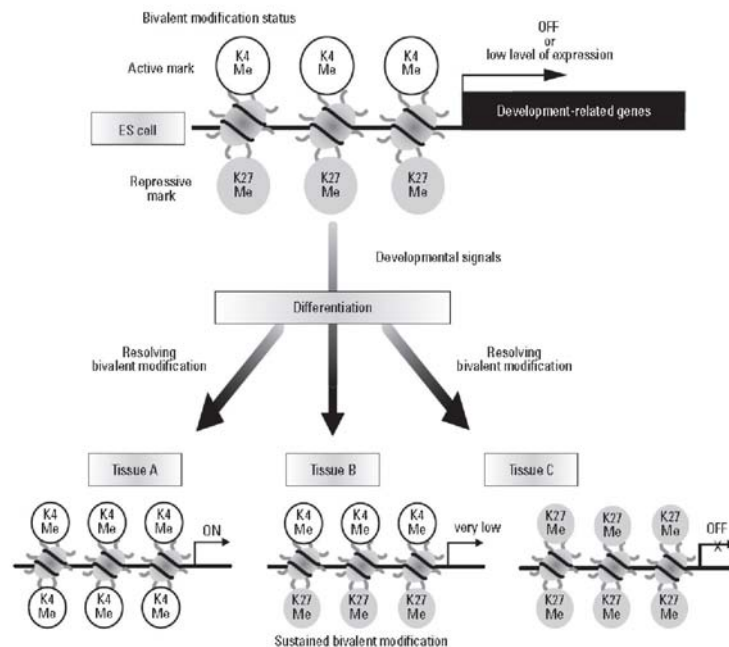 Bivalent modification status
OFF
or
low level of expression
Active mark
K4
Me
K4
Me
K4
Me
Development-related genes
ES cell
Repressive
mark
K27
Me
K27
Me
K27
Me
Developmental signals
Differentiation
Resolving
bivalent modification
Resolving
bivalent modification
Tissue A
Tissue B
Tissue C
K4
Me
K4
Me
K4
Me
ON
K4
Me
K4
Me
K4
Me
K4
Me
K4
Me
K4
Me
very low
K27
Me
K27
Me
K27
Me
K27
Me
K27
Me
K27
Me
OFF
X
K27
Me
K27
Me
K27
Me
Sustained bivalent modification